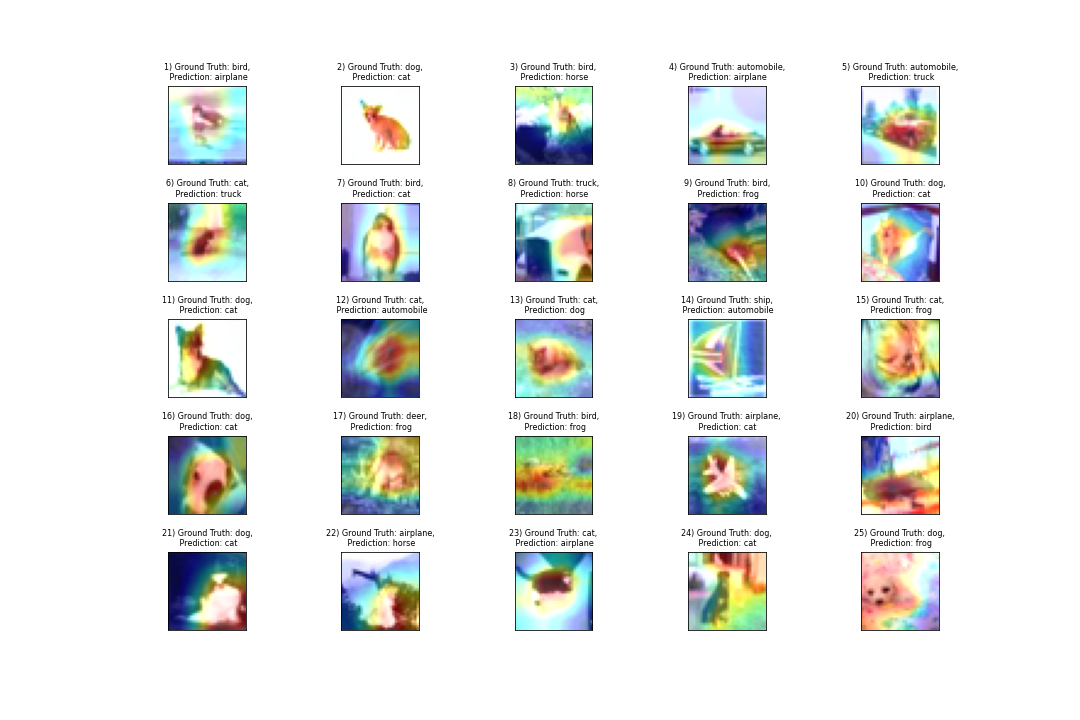 1) Ground Truth: bird,
Prediction: airplane
2) Ground Truth: dog,
Prediction: cat
3) Ground Truth: bird,
Prediction: horse
4) Ground Truth: automobile,
Prediction: airplane
5) Ground Truth: automobile,
Prediction: truck
6) Ground Truth: cat,
Prediction: truck
7) Ground Truth: bird,
Prediction: cat
8) Ground Truth: truck,
Prediction: horse
9) Ground Truth: bird,
Prediction: frog
10) Ground Truth: dog,
Prediction: cat
11) Ground Truth: dog,
Prediction: cat
12) Ground Truth: cat,
Prediction: automobile
13) Ground Truth: cat,
Prediction: dog
14) Ground Truth: ship,
Prediction: automobile
15) Ground Truth: cat,
Prediction: frog
16) Ground Truth: dog,
Prediction: cat
17) Ground Truth: deer,
Prediction: frog
18) Ground Truth: bird,
Prediction: frog
19) Ground Truth: airplane,
Prediction: cat
20) Ground Truth: airplane,
Prediction: bird
21) Ground Truth: dog,
Prediction: cat
22) Ground Truth: airplane,
Prediction: horse
23) Ground Truth: cat,
Prediction: airplane
24) Ground Truth: dog,
Prediction: cat
25) Ground Truth: dog,
Prediction: frog